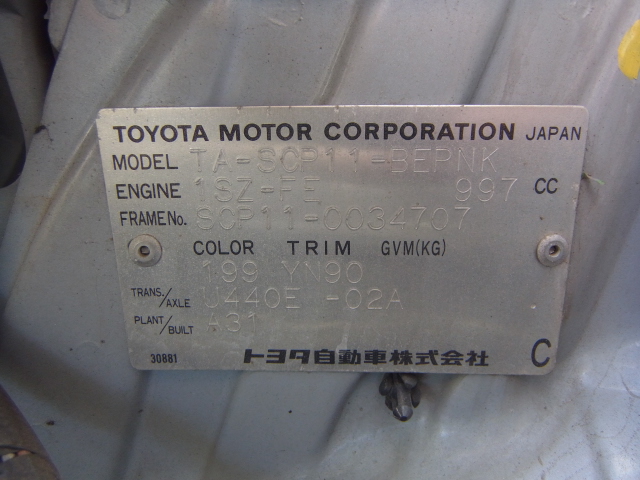 TOYOTA MOTOR CORPORATION JAPAN
MODEL TA-SCP11-BEPNK
ENGINE 1SZ-FE 997 CC
FRAME No. SCP11-0034707
COLOR TRIM GVM(KG)
199 YN90
TRANS./AXLE U440E -02A
PLANT/BUILT A31
30881 トヨタ自動車株式会社 C